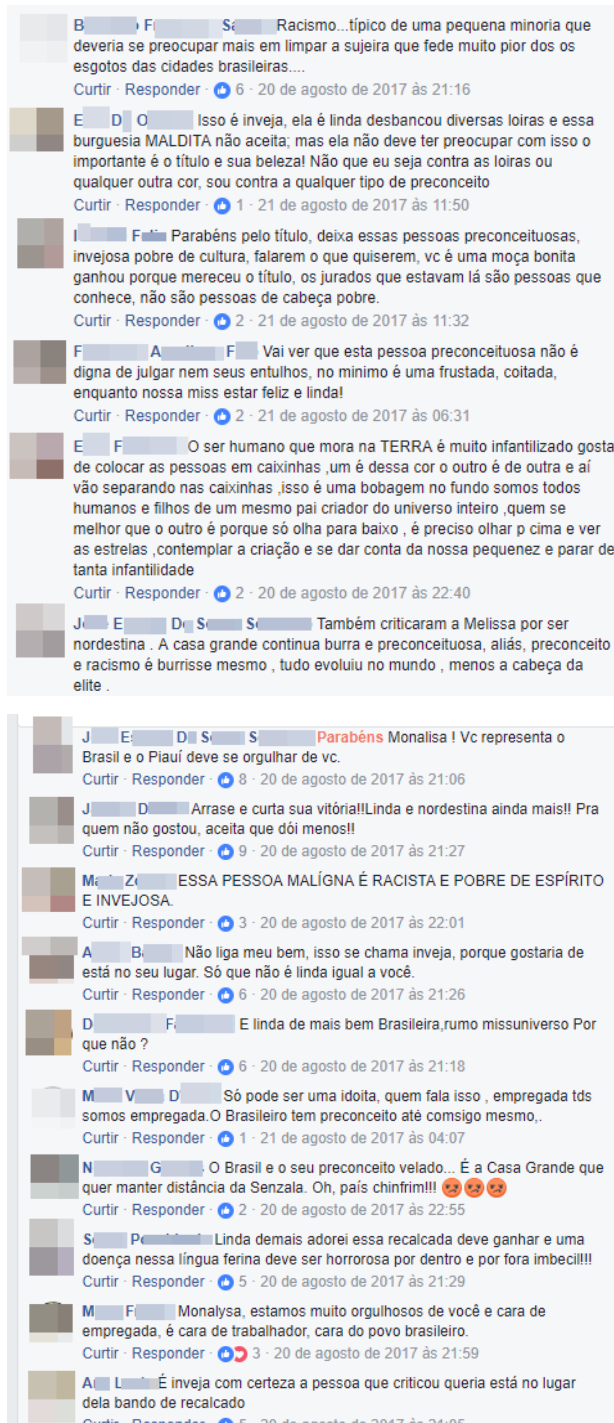 Racismo...típico de uma pequena minoria que
deveria se preocupar mais em limpar a sujeira que fede muito pior dos os
esgotos das cidades brasileiras....
Curtir · Responder · 6 · 20 de agosto de 2017 às 21:16
Isso é inveja, ela é linda desbancou diversas loiras e essa
burguesia MALDITA não aceita; mas ela não deve ter preocupar com isso o
importante é o título e sua beleza! Não que eu seja contra as loiras ou
qualquer outra cor, sou contra a qualquer tipo de preconceito
Curtir · Responder · 1 · 21 de agosto de 2017 às 11:50
Parabéns pelo título, deixa essas pessoas preconceituosas,
invejosa pobre de cultura, falarem o que quiserem, vc é uma moça bonita
ganhou porque mereceu o título, os jurados que estavam lá são pessoas que
conhece, não são pessoas de cabeça pobre.
Curtir · Responder · 2 · 21 de agosto de 2017 às 11:32
Vai ver que esta pessoa preconceituosa não é
digna de julgar nem seus entulhos, no minimo é uma frustada, coitada,
enquanto nossa miss estar feliz e linda!
Curtir · Responder · 2 · 21 de agosto de 2017 às 06:31
O ser humano que mora na TERRA é muito infantilizado gosta
de colocar as pessoas em caixinhas ,um é dessa cor o outro é de outra e aí
vão separando nas caixinhas ,isso é uma bobagem no fundo somos todos
humanos e filhos de um mesmo pai criador do universo inteiro ,quem se
melhor que o outro é porque só olha para baixo , é preciso olhar p cima e ver
as estrelas ,contemplar a criação e se dar conta da nossa pequenez e parar de
tanta infantilidade
Curtir · Responder · 2 · 20 de agosto de 2017 às 22:40
Também criticaram a Melissa por ser
nordestina . A casa grande continua burra e preconceituosa, aliás, preconceito
e racismo é burrisse mesmo , tudo evoluiu no mundo , menos a cabeça da
elite .
Parabéns Monalisa ! Vc representa o
Brasil e o Piauí deve se orgulhar de vc.
Curtir · Responder · 8 · 20 de agosto de 2017 às 21:06
Arrase e curta sua vitória!!Linda e nordestina ainda mais!! Pra
quem não gostou, aceita que dói menos!!
Curtir · Responder · 9 · 20 de agosto de 2017 às 21:27
ESSA PESSOA MALÍGNA É RACISTA E POBRE DE ESPÍRITO
E INVEJOSA.
Curtir · Responder · 3 · 20 de agosto de 2017 às 22:01
Não liga meu bem, isso se chama inveja, porque gostaria de
está no seu lugar. Só que não é linda igual a você.
Curtir · Responder · 6 · 20 de agosto de 2017 às 21:26
E linda de mais bem Brasileira,rumo missuniverso Por
que não ?
Curtir · Responder · 6 · 20 de agosto de 2017 às 21:18
Só pode ser uma idoita, quem fala isso , empregada tds
somos empregada.O Brasileiro tem preconceito até comsigo mesmo,.
Curtir · Responder · 1 · 21 de agosto de 2017 às 04:07
O Brasil e o seu preconceito velado... É a Casa Grande que
quer manter distância da Senzala. Oh, país chinfrim!!! 😡😡😡
Curtir · Responder · 2 · 20 de agosto de 2017 às 22:55
Linda demais adorei essa recalcada deve ganhar e uma
doença nessa língua ferina deve ser horrorosa por dentro e por fora imbecil!!!
Curtir · Responder · 5 · 20 de agosto de 2017 às 21:29
Monalysa, estamos muito orgulhosos de você e cara de
empregada, é cara de trabalhador, cara do povo brasileiro.
Curtir · Responder · 3 · 20 de agosto de 2017 às 21:59
É inveja com certeza a pessoa que criticou queria está no lugar
dela bando de recalcado
Curtir · Responder · 5 · 20 de agosto de 2017 às 21:05